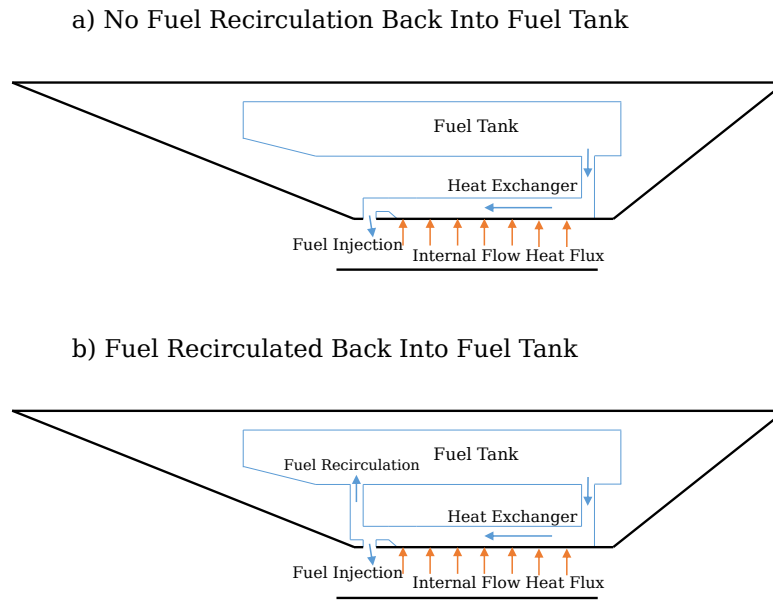 a) No Fuel Recirculation Back Into Fuel Tank
Fuel Tank
Heat Exchanger
Fuel Injection
Internal Flow Heat Flux
b) Fuel Recirculated Back Into Fuel Tank
Fuel Tank
Fuel Recirculation
Heat Exchanger
Fuel Injection
Internal Flow Heat Flux